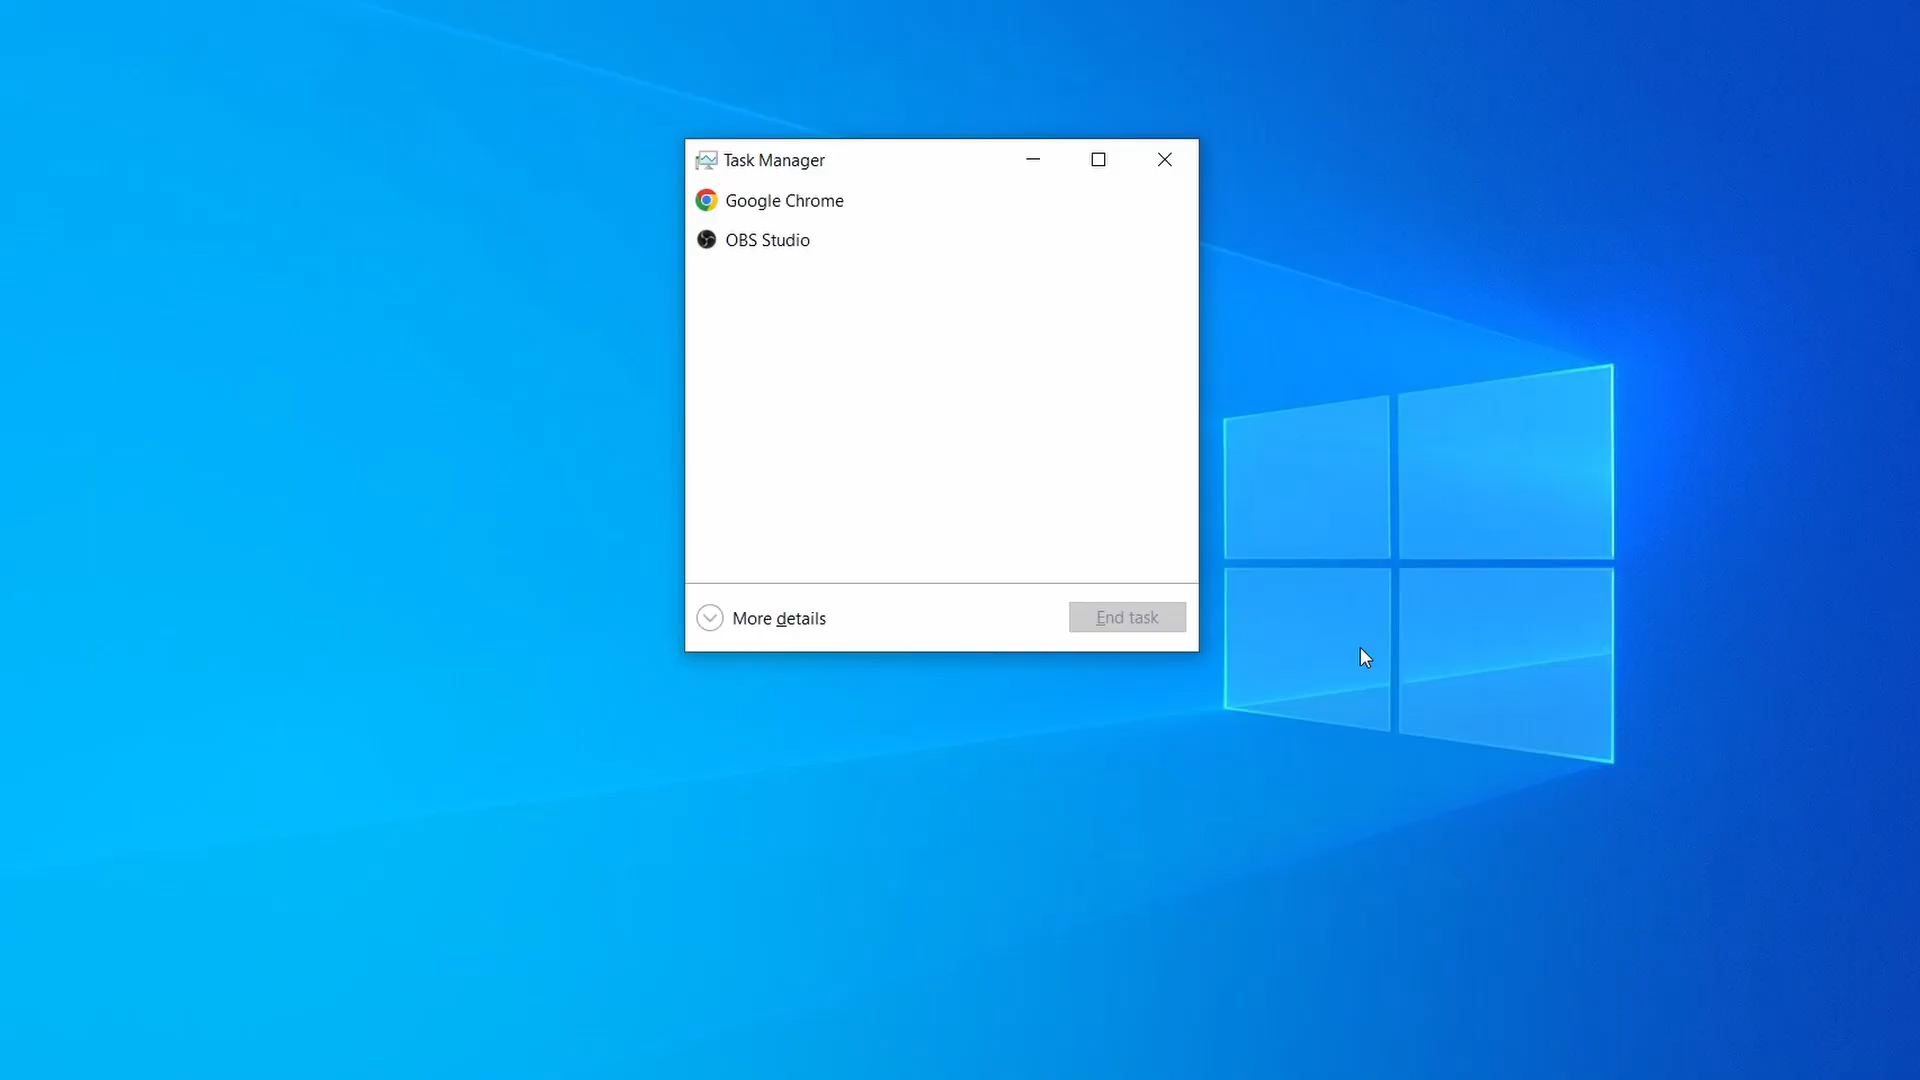 Task Manager
Google Chrome
OBS Studio
More details
End task